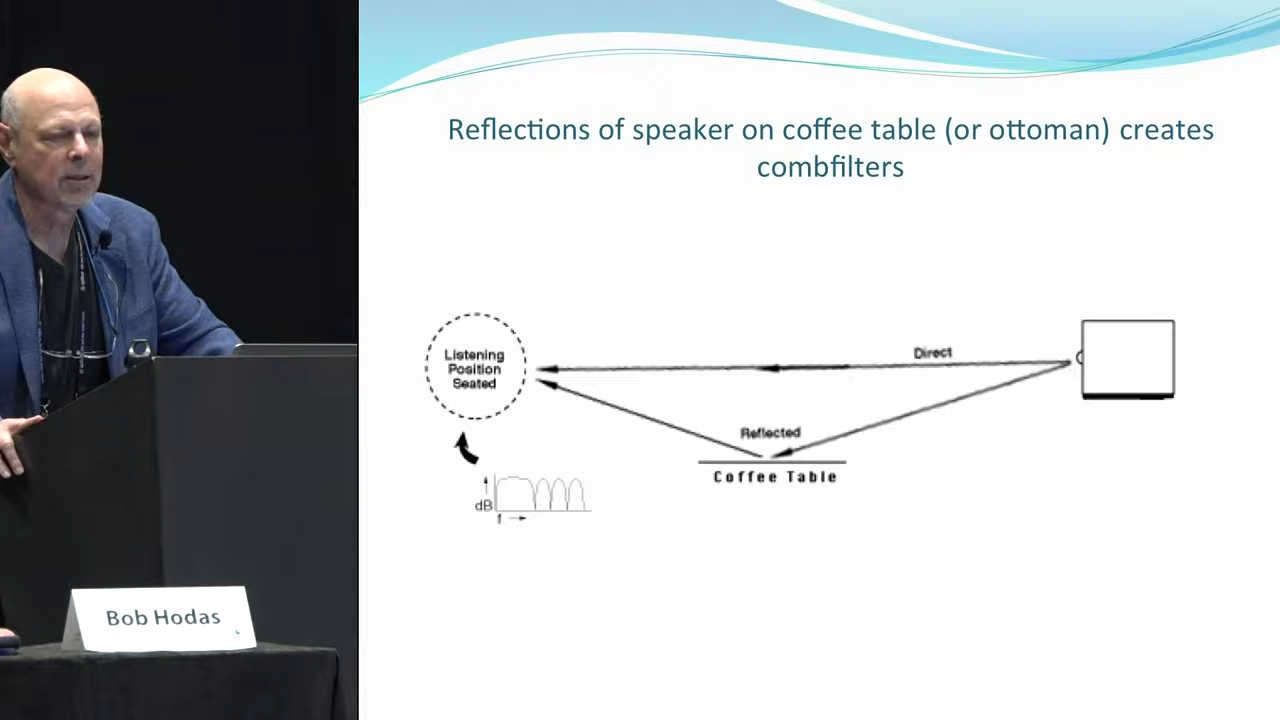 Reflections of speaker on coffee table (or ottoman) creates
combfilters
Direct
Listening
Position
Seated
Reflected
Coffee Table
dB
f
Bob Hodas